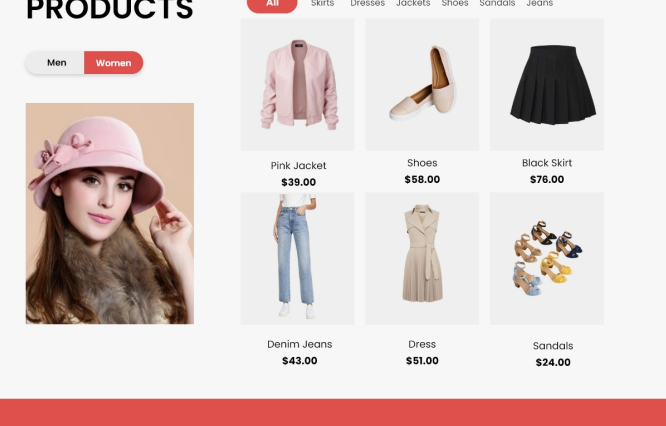 PRODUCTS
All Skirts Dresses Jackets Shoes Sandals Jeans
Men Women
Pink Jacket Shoes Black Skirt
$39.00 $58.00 $76.00
Denim Jeans Dress Sandals
$43.00 $51.00 $24.00